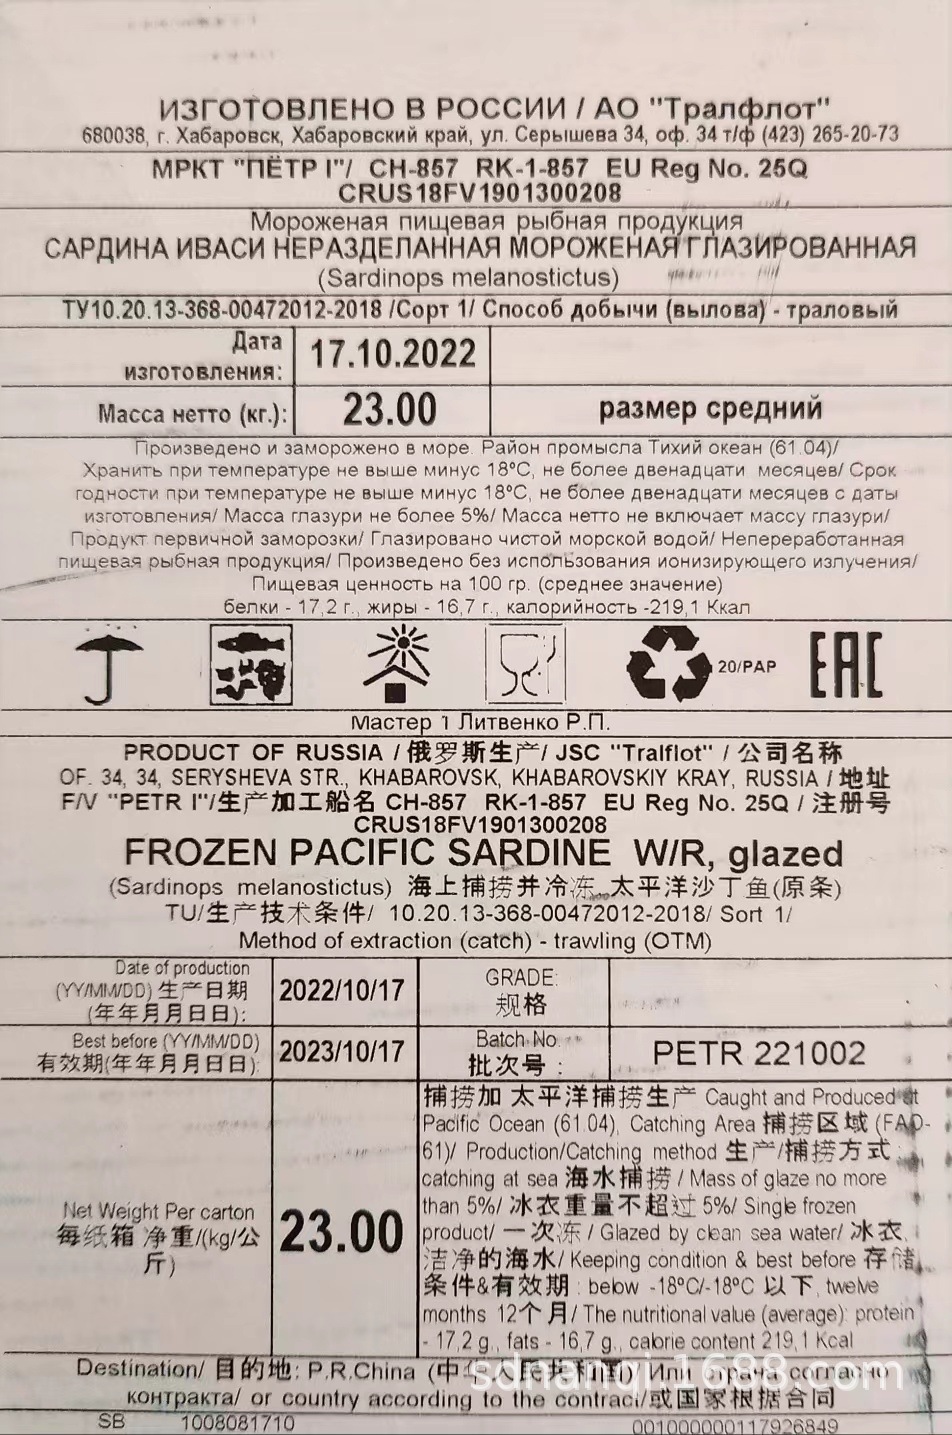 ИЗГОТОВЛЕНО В РОССИИ / АО "Тралфлот"
680038, г. Хабаровск, Хабаровский край, ул. Серышева 34, оф. 34 т/ф (423) 265-20-73
МРКТ "ПЁТР I"/ CH-857 RK-1-857 EU Reg No. 25Q
CRUS18FV1901300208
Мороженая пищевая рыбная продукция
САРДИНА ИВАСИ НЕРАЗДЕЛАННАЯ МОРОЖЕНАЯ ГЛАЗИРОВАННАЯ
(Sardinops melanostictus)
ТУ10.20.13-368-00472012-2018 /Сорт 1/ Способ добычи (вылова) - траловый
Дата
изготовления:
17.10.2022
Масса нетто (кг.):
23.00
размер средний
Произведено и заморожено в море. Район промысла Тихий океан (61.04)/
Хранить при температуре не выше минус 18ºС, не более двенадцати месяцев/ Срок
годности при температуре не выше минус 18ºС, не более двенадцати месяцев с даты
изготовления/ Масса глазури не более 5%/ Масса нетто не включает массу глазури/
Продукт первичной заморозки/ Глазировано чистой морской водой/ Непереработанная
пищевая рыбная продукция/ Произведено без использования ионизирующего излучения/
Пищевая ценность на 100 гр. (среднее значение)
белки - 17,2 г., жиры - 16,7 г., калорийность -219,1 Ккал
20/PAP
EAC
Мастер 1 Литвенко Р.П.
PRODUCT OF RUSSIA / 俄罗斯生产/ JSC "Tralflot" / 公司名称
OF. 34, 34, SERYSHEVA STR., KHABAROVSK, KHABAROVSKIY KRAY, RUSSIA / 地址
F/V "PETR I"/生产加工船名 CH-857 RK-1-857 EU Reg No. 25Q / 注册号
CRUS18FV1901300208
FROZEN PACIFIC SARDINE W/R, glazed
(Sardinops melanostictus) 海上捕捞并冷冻 太平洋沙丁鱼(原条)
TU/生产技术条件/ 10.20.13-368-00472012-2018/ Sort 1/
Method of extraction (catch) - trawling (OTM)
Date of production
(YY/MM/DD) 生产日期
(年年月月日日):
2022/10/17
GRADE:
规格
Best before (YY/MM/DD)
有效期(年年月月日日):
2023/10/17
Batch No
批次号 :
PETR 221002
Net Weight Per carton
每纸箱 净重/(kg/公
斤)
23.00
捕捞加 太平洋捕捞生产 Caught and Produced at
Pacific Ocean (61.04), Catching Area 捕捞区域 (FAO-
61)/ Production/Catching method 生产/捕捞方式
catching at sea 海水捕捞 / Mass of glaze no more
than 5%/ 冰衣重量不超过 5%/ Single frozen
product/ 一次冻 / Glazed by clean sea water/ 冰衣,
洁净的海水/ Keeping condition & best before 存储
条件&有效期 : below -18°C/-18°C 以下, twelve
months 12个月/ The nutritional value (average): protein
- 17,2 g., fats - 16,7 g., calorie content 219,1 Kcal
Destination/ 目的地: P.R.China (中华人民共和国) Или страна согласно
контракта/ or country according to the contract/或国家根据合同
sdhanqi.1688.com
SB 1008081710 00100000117926849